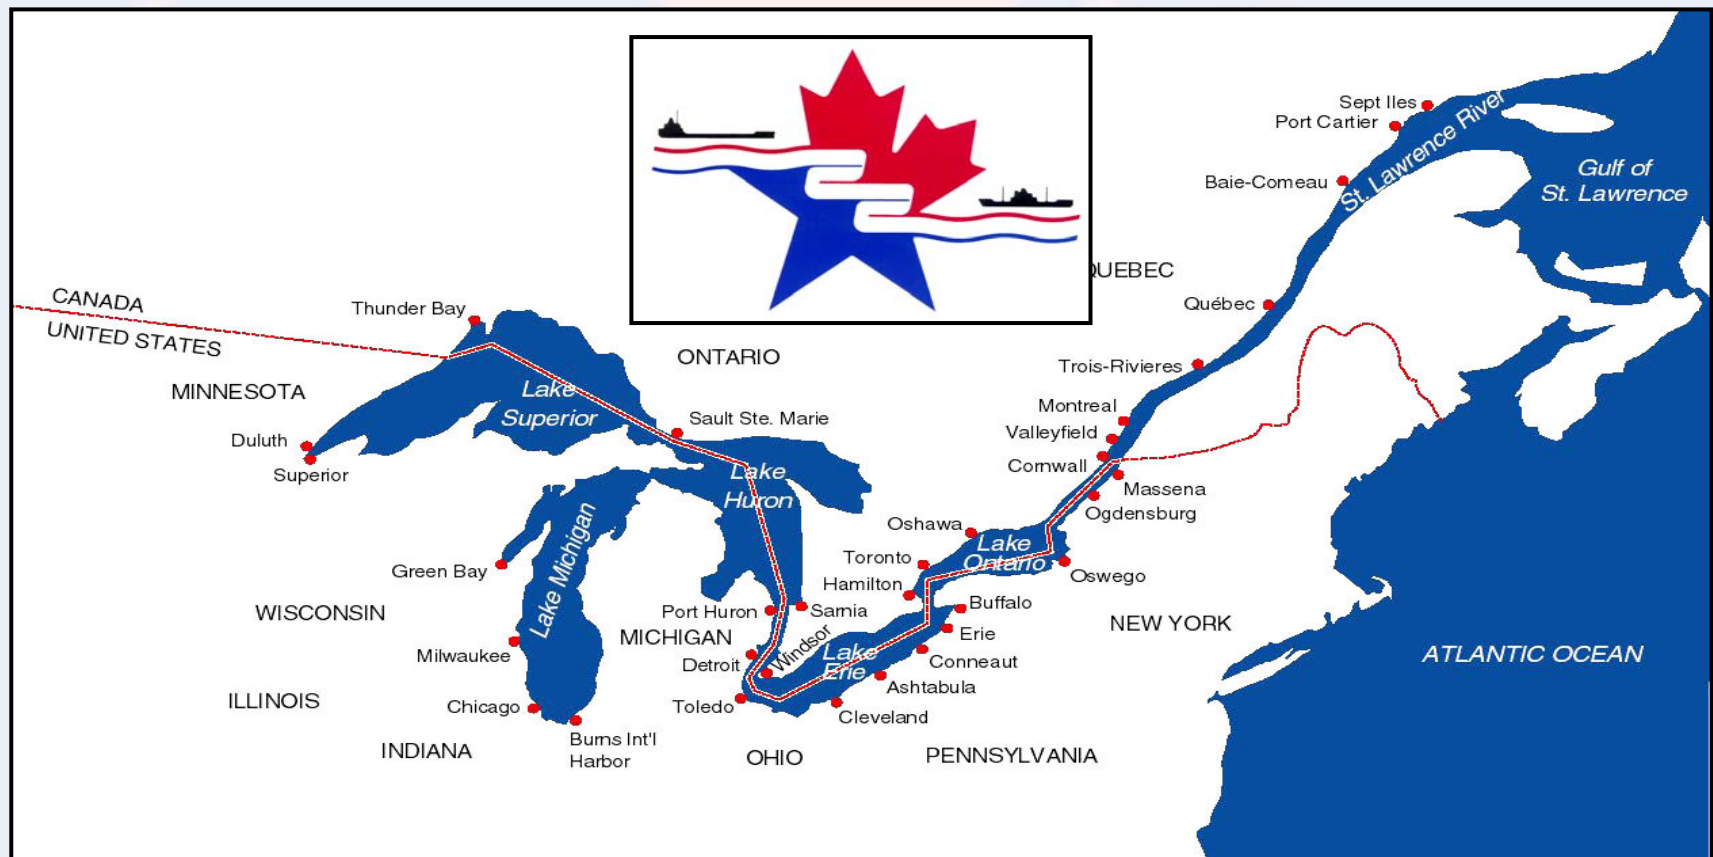 Sept Iles
Port Cartier
St. Lawrence River
Gulf of
St. Lawrence
Baie-Comeau
QUEBEC
Québec
CANADA
UNITED STATES
Thunder Bay
ONTARIO
MINNESOTA
Lake
Superior
Trois-Rivieres
Sault Ste. Marie
Montreal
Valleyfield
Duluth
Superior
Cornwall
Lake
Huron
Massena
Ogdensburg
Oshawa
Lake
Ontario
Toronto
Hamilton
Oswego
Green Bay
Lake Michigan
WISCONSIN
Port Huron
Sarnia
Buffalo
NEW YORK
MICHIGAN
Erie
Milwaukee
Detroit
Windsor
Lake
Erie
Conneaut
ATLANTIC OCEAN
Ashtabula
ILLINOIS
Chicago
Toledo
Cleveland
INDIANA
Burns Int'l
Harbor
OHIO
PENNSYLVANIA